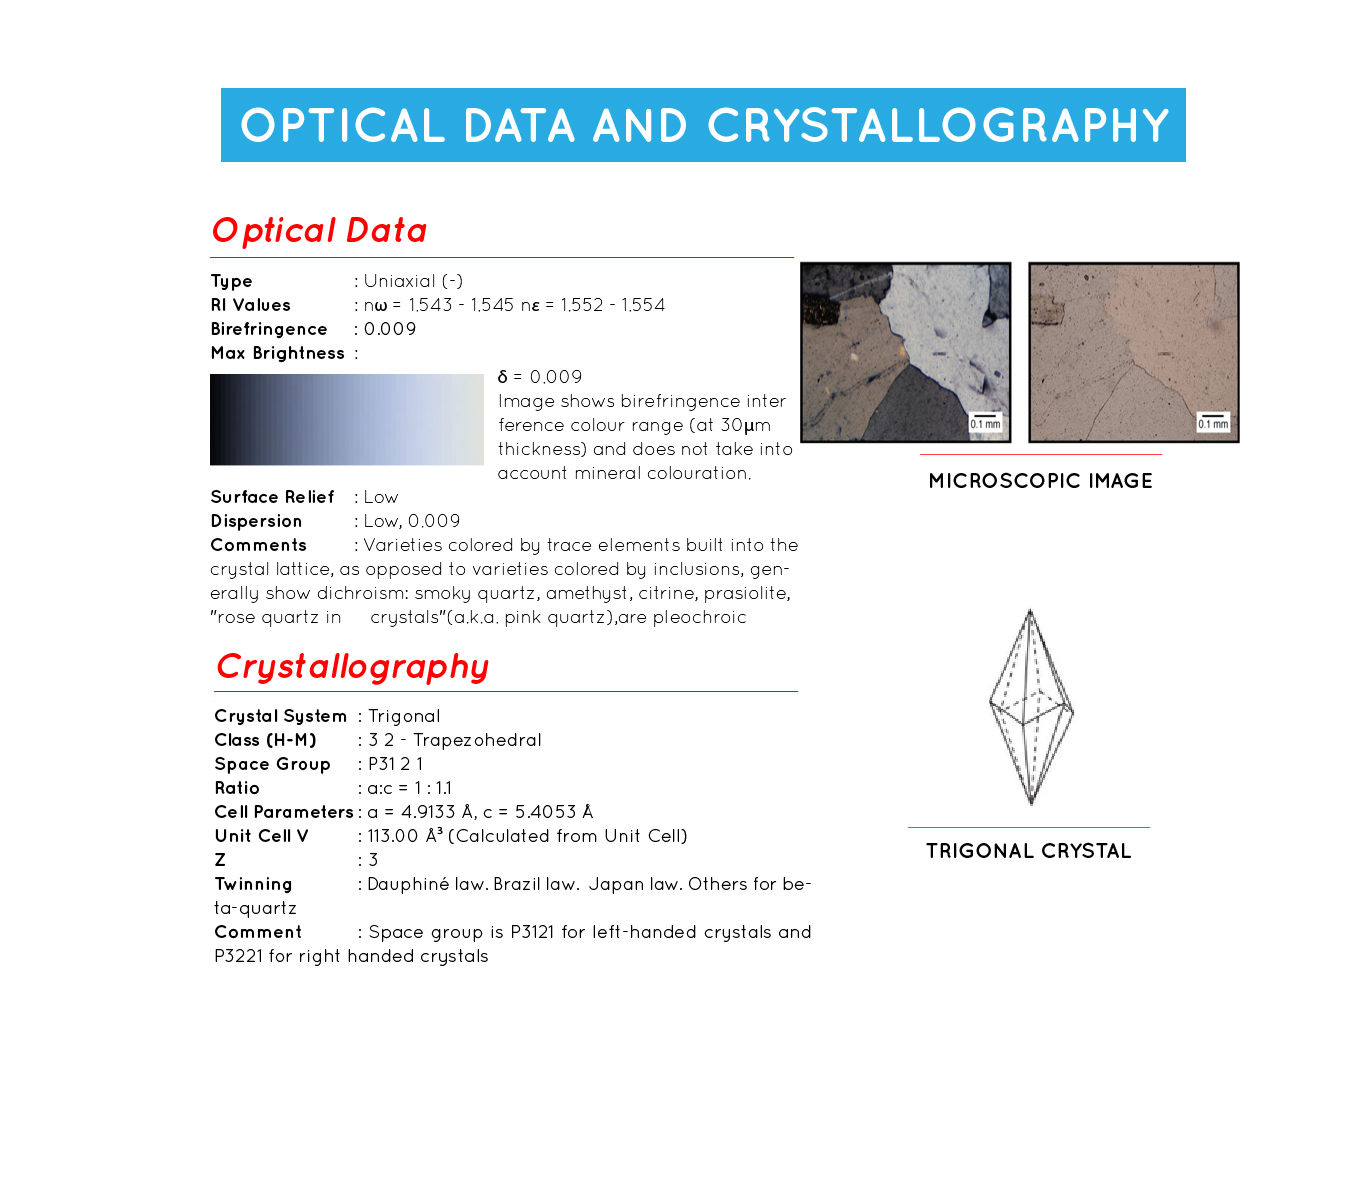 OPTICAL DATA AND CRYSTALLOGRAPHY
Optical Data
Type : Uniaxial (-)
RI Values : nω = 1.543 - 1.545 nε = 1.552 - 1.554
Birefringence : 0.009
Max Brightness :
δ = 0.009
Image shows birefringence inter
ference colour range (at 30µm
thickness) and does not take into
account mineral colouration.
Surface Relief : Low
Dispersion : Low, 0.009
Comments : Varieties colored by trace elements built into the
crystal lattice, as opposed to varieties colored by inclusions, gen-
erally show dichroism: smoky quartz, amethyst, citrine, prasiolite,
"rose quartz in crystals"(a.k.a. pink quartz),are pleochroic
0.1 mm
0.1 mm
MICROSCOPIC IMAGE
Crystallography
Crystal System : Trigonal
Class (H-M) : 3 2 - Trapezohedral
Space Group : P31 2 1
Ratio : a:c = 1 : 1.1
Cell Parameters : a = 4.9133 Å, c = 5.4053 Å
Unit Cell V : 113.00 Å³ (Calculated from Unit Cell)
Z : 3
Twinning : Dauphiné law. Brazil law. Japan law. Others for be-
ta-quartz
Comment : Space group is P3121 for left-handed crystals and
P3221 for right handed crystals
TRIGONAL CRYSTAL